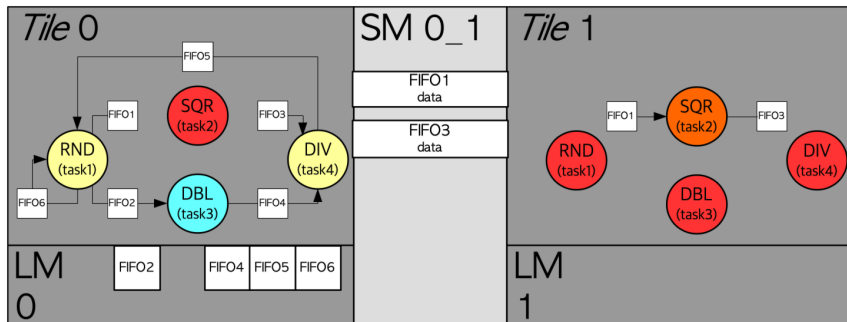 Tile 0
SM 0_1
Tile 1
FIFO5
SQR
(task2)
FIFO1
FIFO3
RND
(task1)
DIV
(task4)
DBL
(task3)
FIFO6
FIFO2
FIFO4
FIFO1
data
FIFO3
data
SQR
(task2)
FIFO1
FIFO3
RND
(task1)
DIV
(task4)
DBL
(task3)
LM
0
FIFO2
FIFO4
FIFO5
FIFO6
LM
1